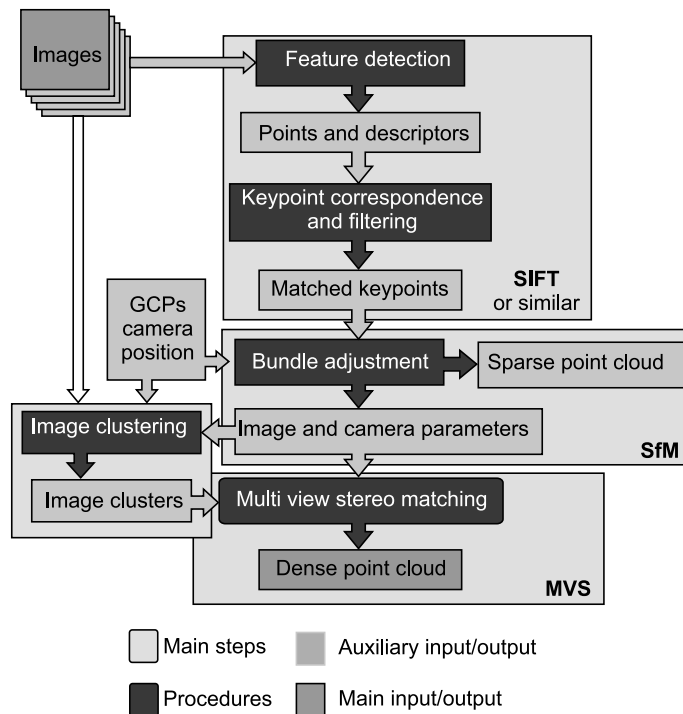 Images
Feature detection
Points and descriptors
Keypoint correspondence
and filtering
Matched keypoints
SIFT
or similar
GCPs
camera
position
Bundle adjustment
Sparse point cloud
Image clustering
Image and camera parameters
SfM
Image clusters
Multi view stereo matching
Dense point cloud
MVS
Main steps
Auxiliary input/output
Procedures
Main input/output